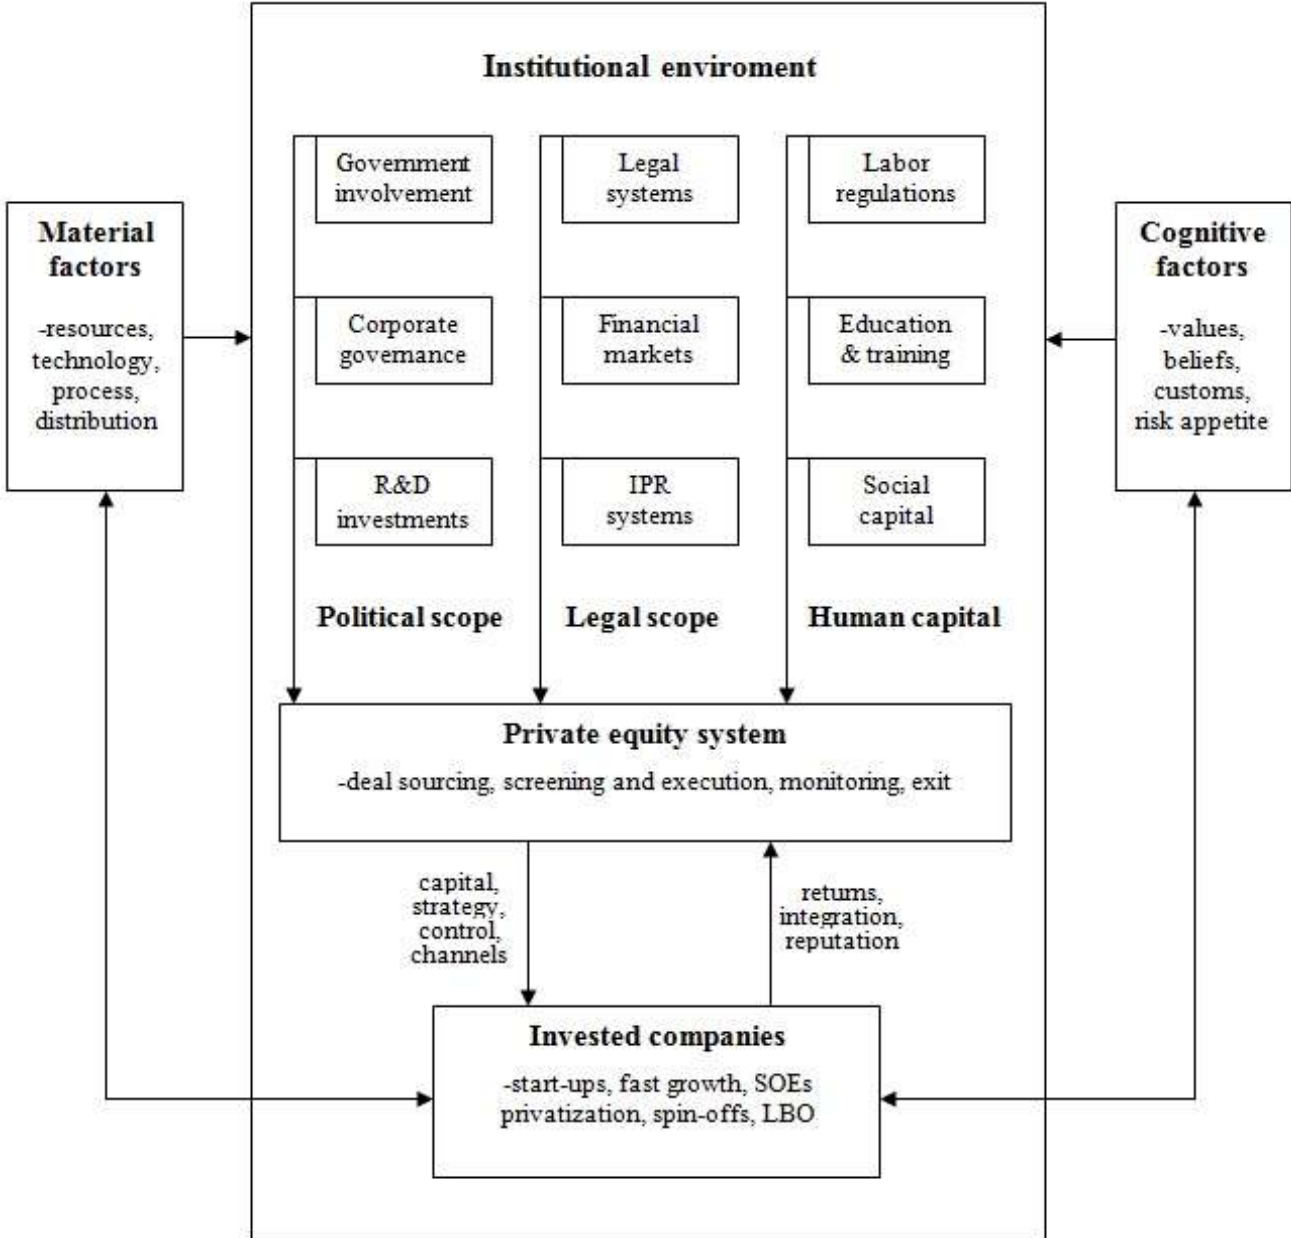 Institutional enviroment
Government
involvement
Legal
systems
Labor
regulations
Material
factors
-resources,
technology,
process,
distribution
Cognitive
factors
-values,
beliefs,
customs,
risk appetite
Corporate
governance
Financial
markets
Education
& training
R&D
investments
IPR
systems
Social
capital
Political scope
Legal scope
Human capital
Private equity system
-deal sourcing, screening and execution, monitoring, exit
capital,
strategy,
control,
channels
returns,
integration,
reputation
Invested companies
-start-ups, fast growth, SOEs
privatization, spin-offs, LBO